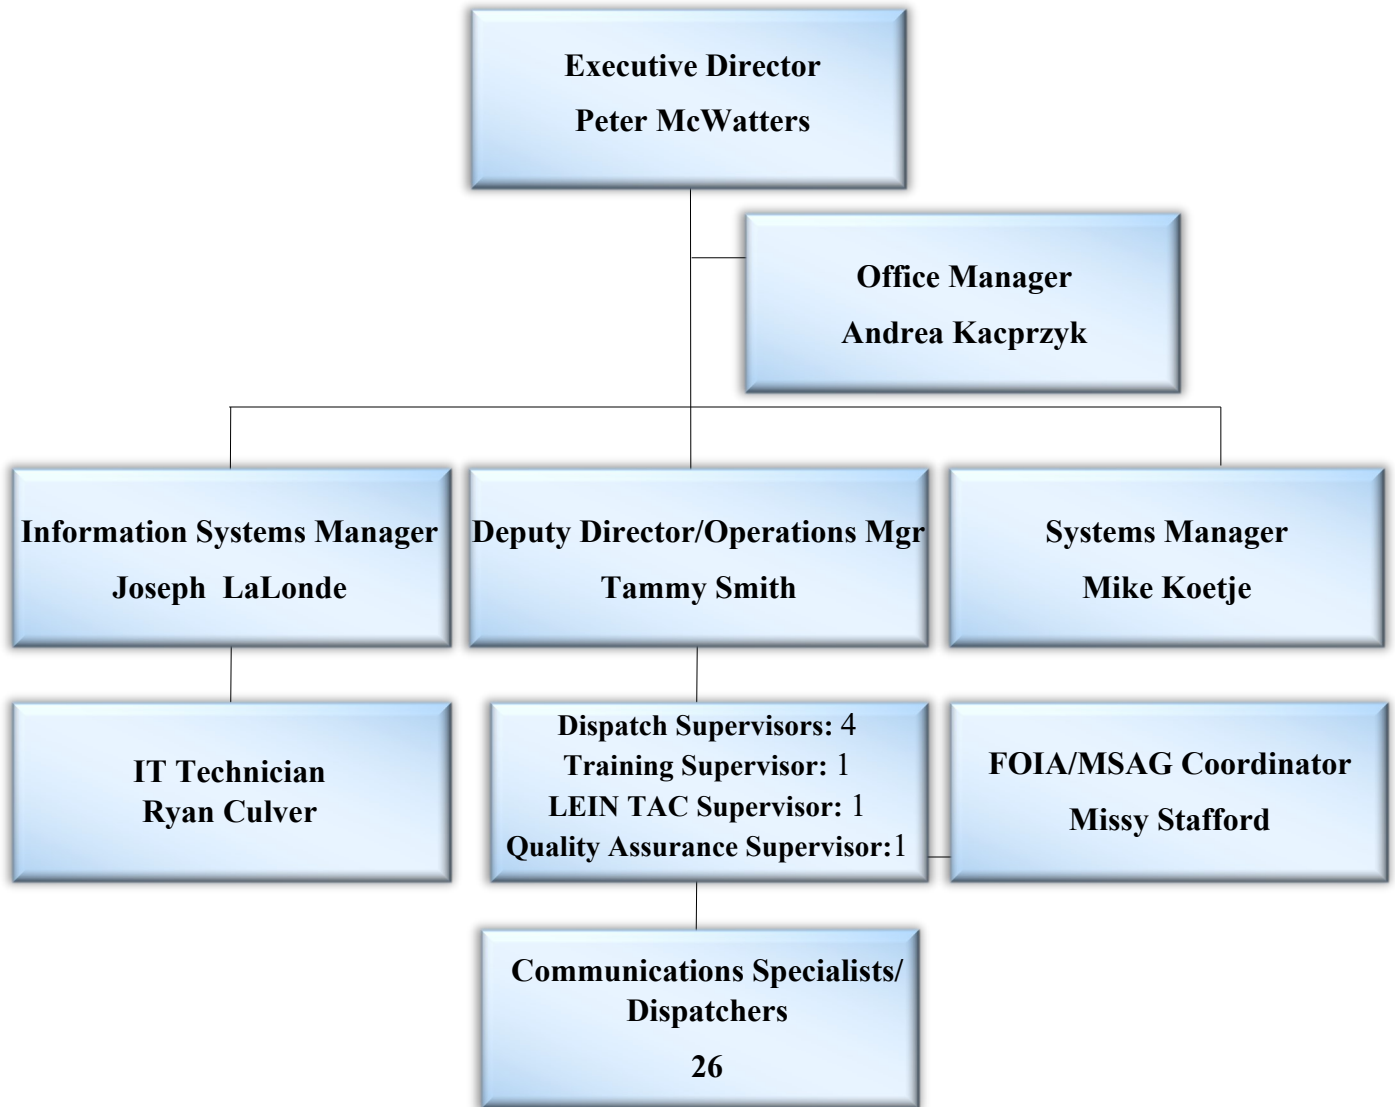 Executive Director
Peter McWatters
Office Manager
Andrea Kacprzyk
Information Systems Manager
Joseph  LaLonde
Deputy Director/Operations Mgr
Tammy Smith
Systems Manager
Mike Koetje
IT Technician
Ryan Culver
Dispatch Supervisors: 4
Training Supervisor: 1
LEIN TAC Supervisor: 1
Quality Assurance Supervisor:1
FOIA/MSAG Coordinator
Missy Stafford
Communications Specialists/
Dispatchers
26